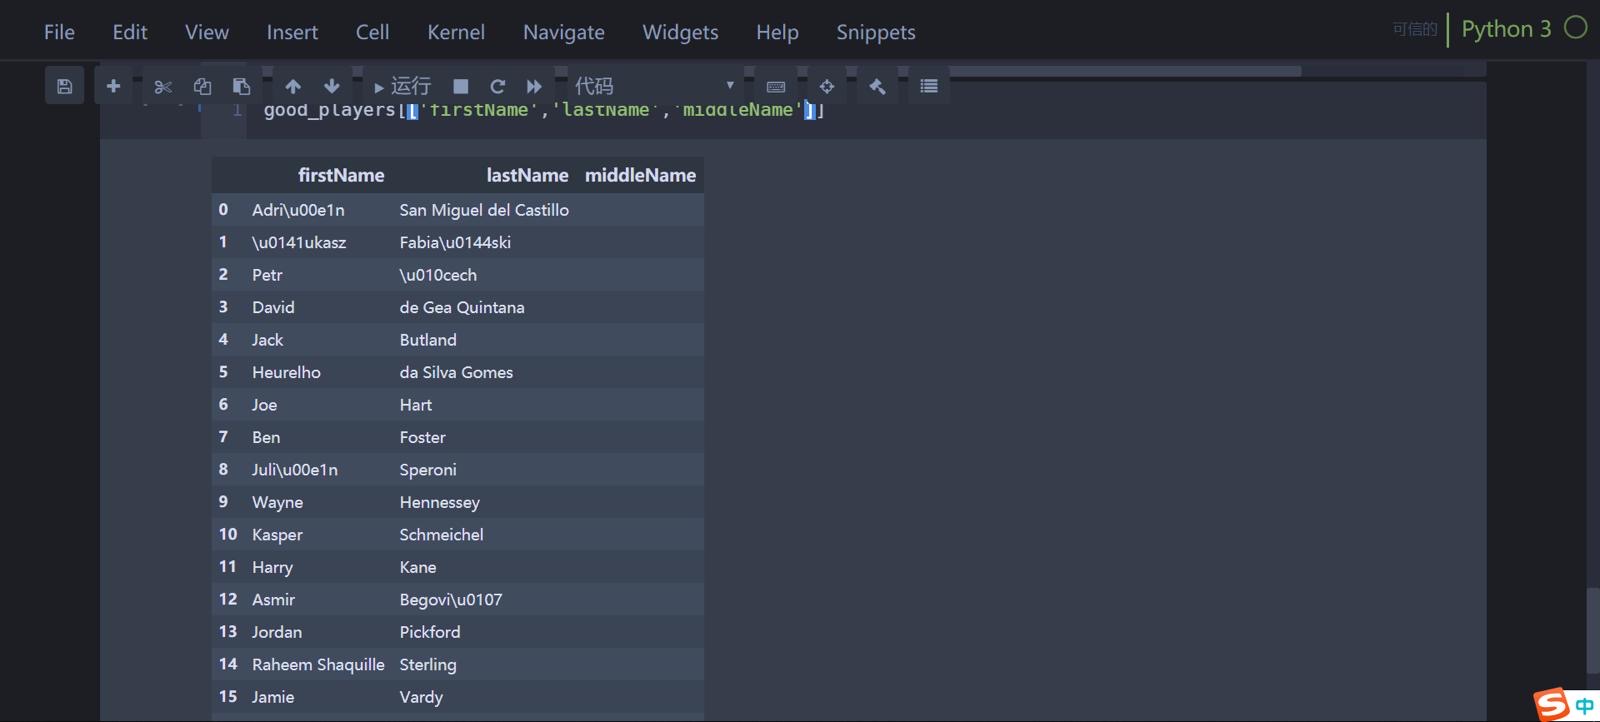 File Edit View Insert Cell Kernel Navigate Widgets Help Snippets 可信的 Python 3
运行 代码
1 good_players[['firstName','lastName','middleName']]
firstName lastName middleName
0 Adri\u00e1n San Miguel del Castillo
1 \u0141ukasz Fabia\u0144ski
2 Petr \u010cech
3 David de Gea Quintana
4 Jack Butland
5 Heurelho da Silva Gomes
6 Joe Hart
7 Ben Foster
8 Juli\u00e1n Speroni
9 Wayne Hennessey
10 Kasper Schmeichel
11 Harry Kane
12 Asmir Begovi\u0107
13 Jordan Pickford
14 Raheem Shaquille Sterling
15 Jamie Vardy
S 中